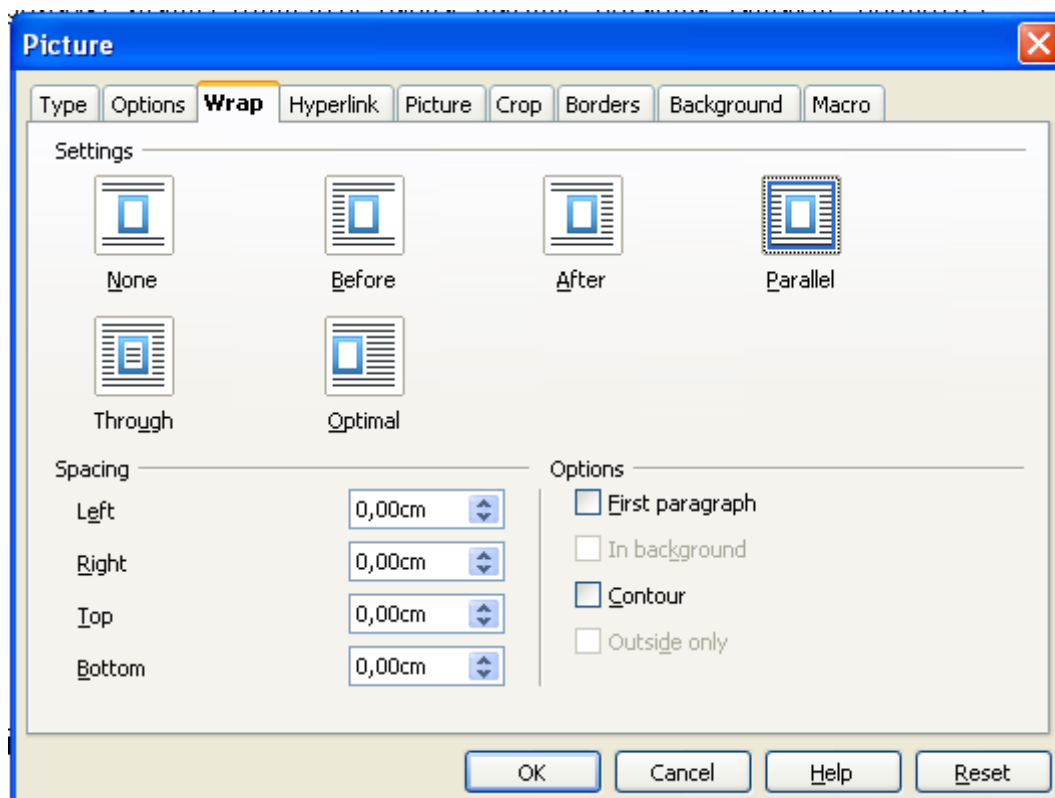 Picture
Type Options Wrap Hyperlink Picture Crop Borders Background Macro
Settings
None Before After Parallel
Through Optimal
Spacing Options
Left 0,00cm First paragraph
In background
Right 0,00cm
Contour
Top 0,00cm
Outside only
Bottom 0,00cm
OK Cancel Help Reset